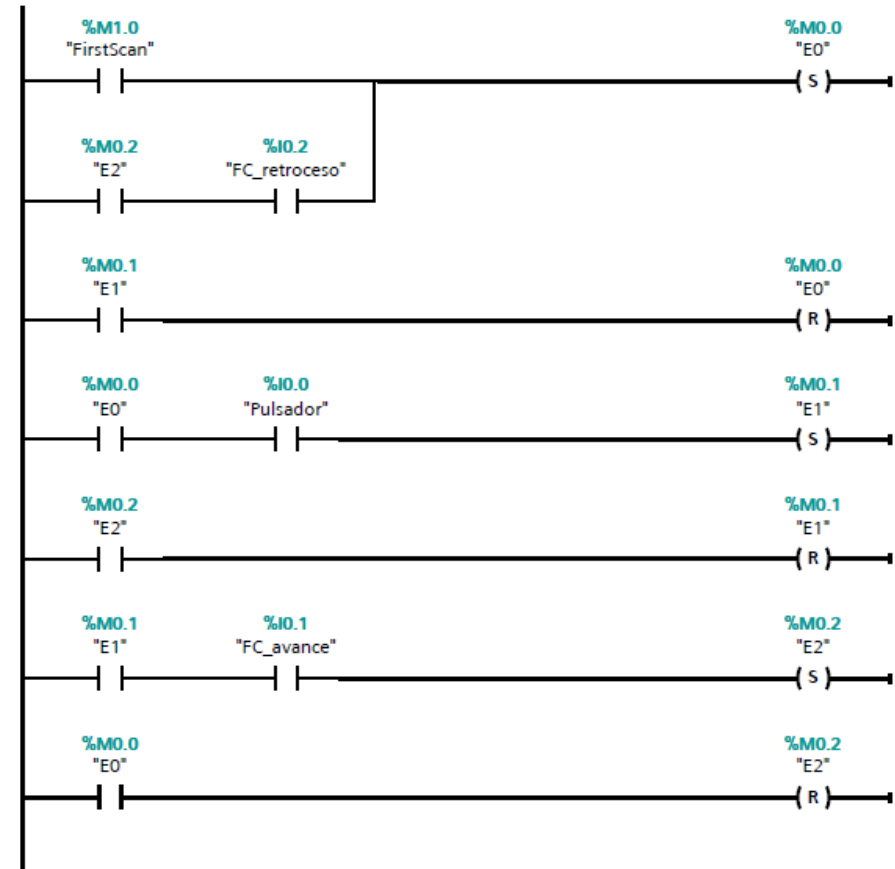 %M1.0 %M0.0
"FirstScan" "E0"
S
%M0.2 %I0.2
"E2" "FC_retroceso"
%M0.1 %M0.0
"E1" "E0"
R
%M0.0 %I0.0 %M0.1
"E0" "Pulsador" "E1"
S
%M0.2 %M0.1
"E2" "E1"
R
%M0.1 %I0.1 %M0.2
"E1" "FC_avance" "E2"
S
%M0.0 %M0.2
"E0" "E2"
R